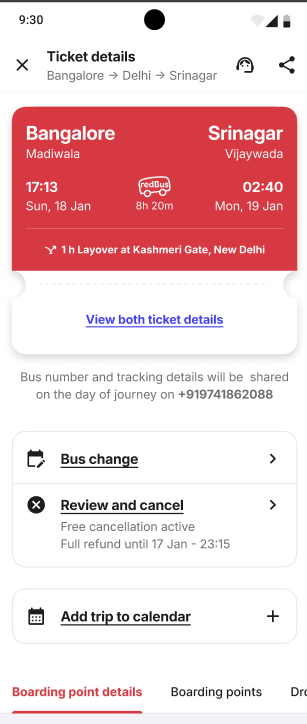 9:30
Ticket details
Bangalore → Delhi → Srinagar
Bangalore
Srinagar
Madiwala
Vijaywada
17:13
redBus
02:40
Sun, 18 Jan
8h 20m
Mon, 19 Jan
1 h Layover at Kashmeri Gate, New Delhi
View both ticket details
Bus number and tracking details will be shared
on the day of journey on +919741862088
Bus change
Review and cancel
Free cancellation active
Full refund until 17 Jan - 23:15
Add trip to calendar
Boarding point details
Boarding points
Dro